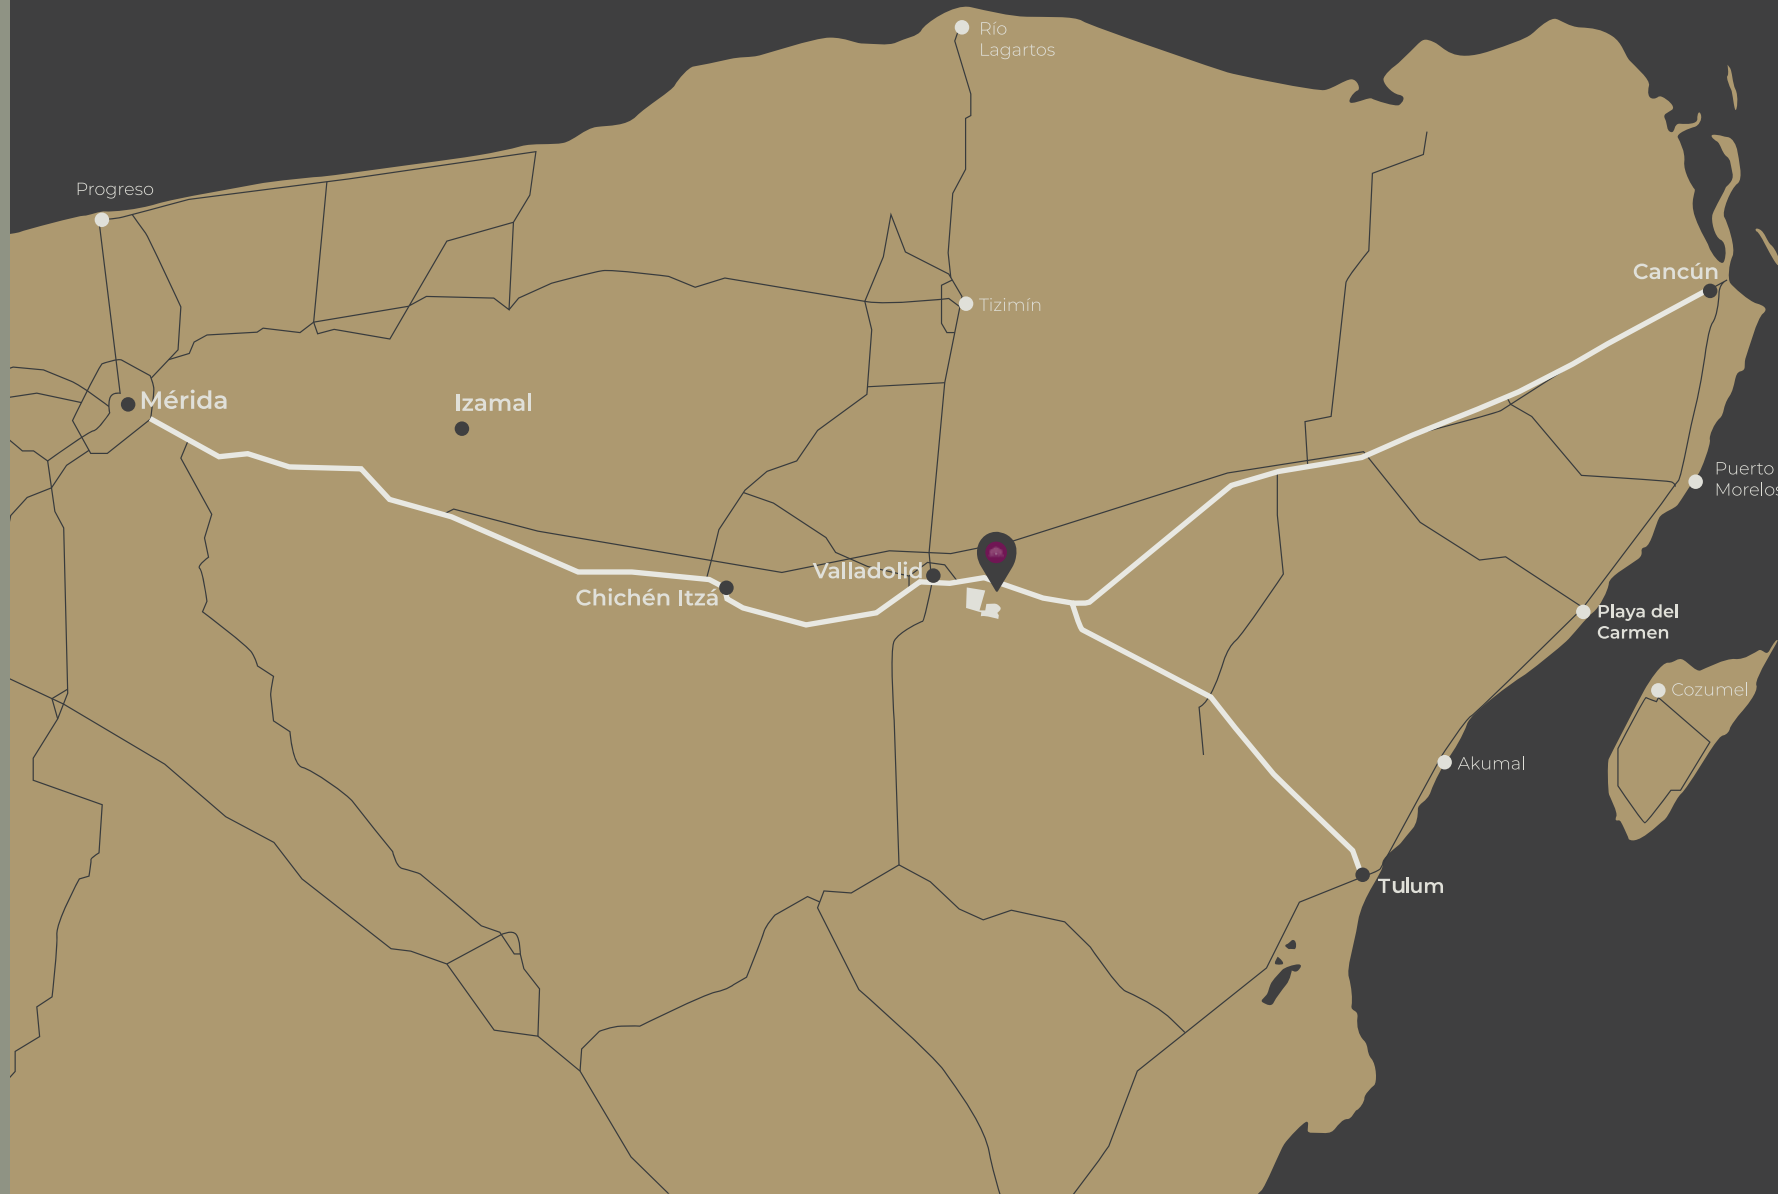 Río
Lagartos
Progreso
Cancún
Tizimín
Mérida
Izamal
Puerto
Morelos
Valladolid
Chichén Itzá
Playa del
Carmen
Cozumel
Akumal
Tulum